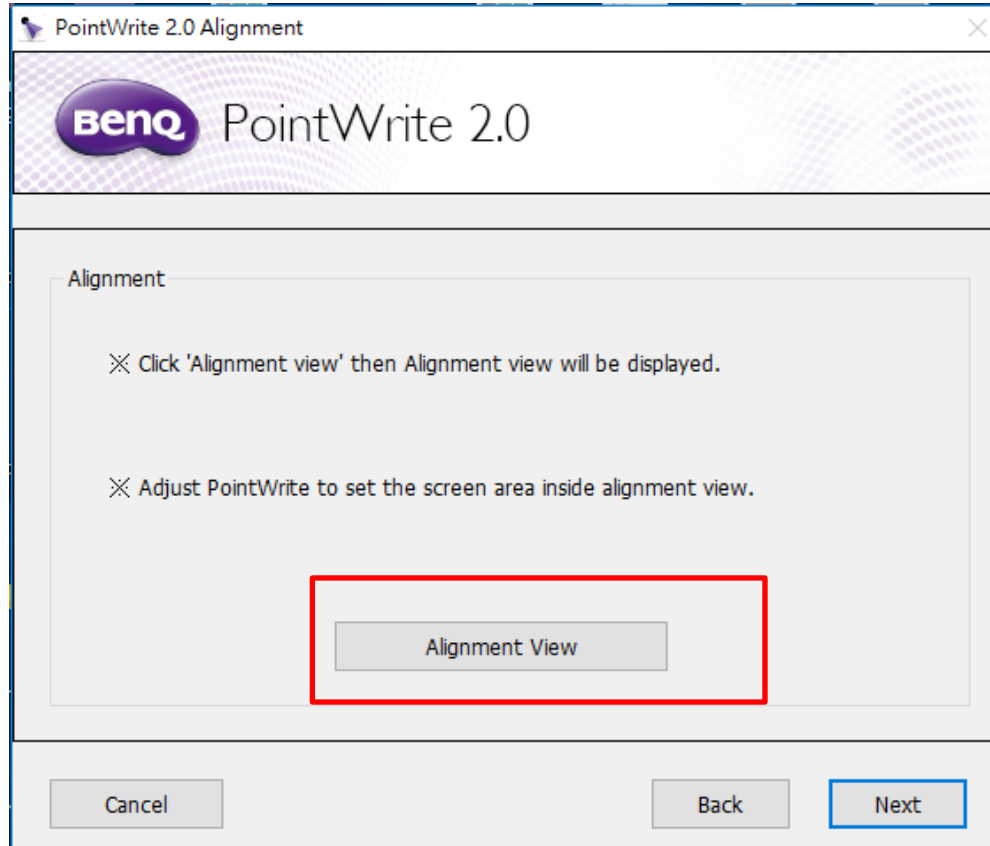 PointWrite 2.0 Alignment
BenQ PointWrite 2.0
Alignment
※ Click 'Alignment view' then Alignment view will be displayed.
※ Adjust PointWrite to set the screen area inside alignment view.
Alignment View
Cancel Back Next